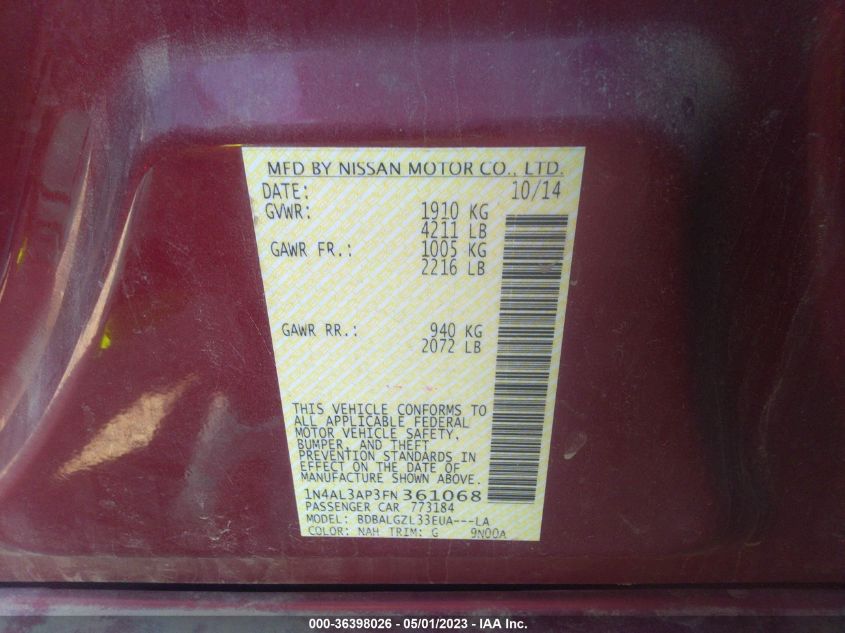 MFD BY NISSAN MOTOR CO., LTD.
DATE: 10/14
GVWR: 1910 KG
4211 LB
GAWR FR.: 1005 KG
2216 LB
GAWR RR.: 940 KG
2072 LB
THIS VEHICLE CONFORMS TO
ALL APPLICABLE FEDERAL
MOTOR VEHICLE SAFETY,
BUMPER, AND THEFT
PREVENTION STANDARDS IN
EFFECT ON THE DATE OF
MANUFACTURE SHOWN ABOVE.
1N4AL3AP3FN361068
PASSENGER CAR 773184
MODEL: BDBALGZL33EUA---LA
COLOR: NAH TRIM: G 9N00A
000-36398026 - 05/01/2023 - IAA Inc.